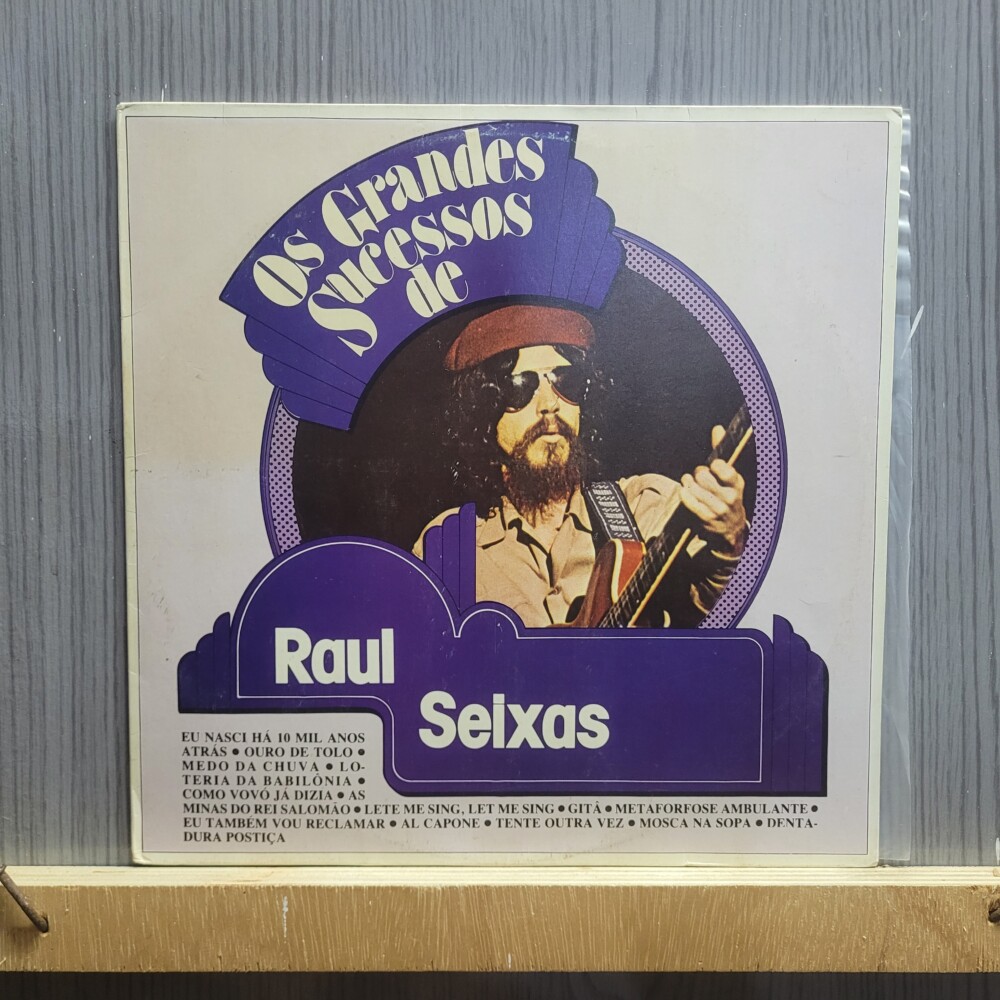 Os Grandes
Sucessos
de
Raul
Seixas
EU NASCI HÁ 10 MIL ANOS
ATRÁS • OURO DE TOLO •
MEDO DA CHUVA • LO-
TERIA DA BABILÔNIA •
COMO VOVÓ JÁ DIZIA • AS
MINAS DO REI SALOMÃO • LETE ME SING, LET ME SING • GITÂ • METAFORFOSE AMBULANTE •
EU TAMBÉM VOU RECLAMAR • AL CAPONE • TENTE OUTRA VEZ • MOSCA NA SOPA • DENTA-
DURA POSTIÇA